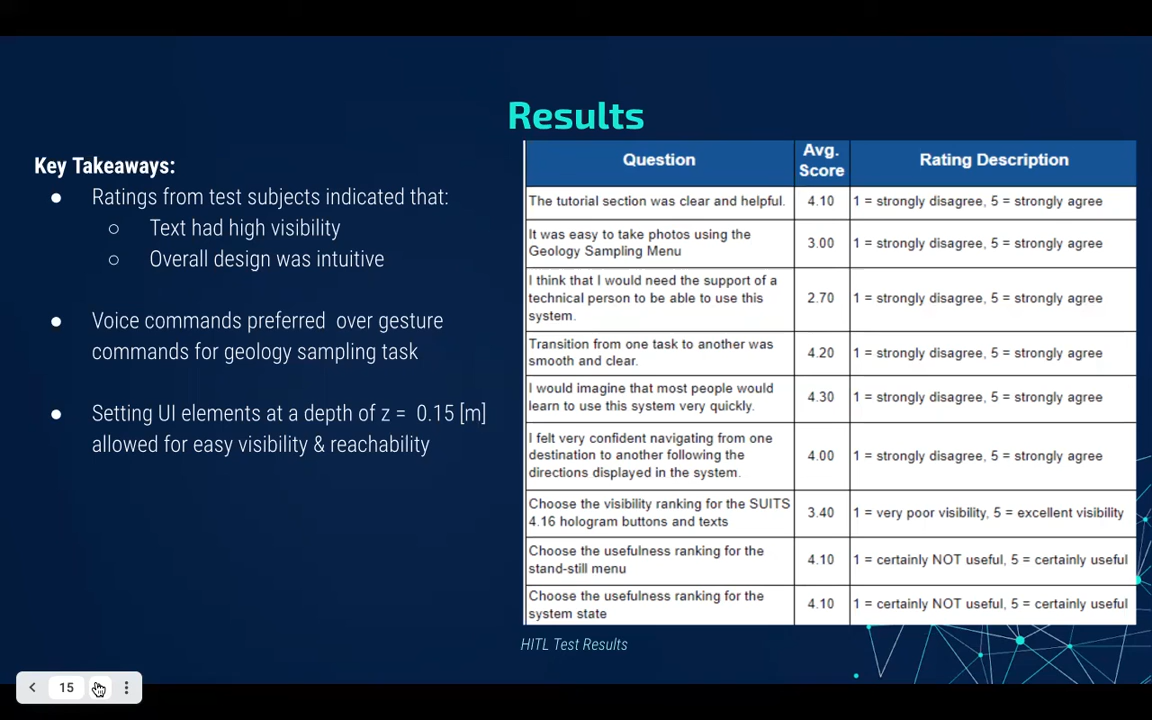 Results
Key Takeaways:
● Ratings from test subjects indicated that:
○ Text had high visibility
○ Overall design was intuitive
● Voice commands preferred over gesture
commands for geology sampling task
● Setting UI elements at a depth of z = 0.15 [m]
allowed for easy visibility & reachability
Question Avg. Score Rating Description
The tutorial section was clear and helpful. 4.10 1 = strongly disagree, 5 = strongly agree
It was easy to take photos using the
Geology Sampling Menu 3.00 1 = strongly disagree, 5 = strongly agree
I think that I would need the support of a
technical person to be able to use this
system. 2.70 1 = strongly disagree, 5 = strongly agree
Transition from one task to another was
smooth and clear. 4.20 1 = strongly disagree, 5 = strongly agree
I would imagine that most people would
learn to use this system very quickly. 4.30 1 = strongly disagree, 5 = strongly agree
I felt very confident navigating from one
destination to another following the
directions displayed in the system. 4.00 1 = strongly disagree, 5 = strongly agree
Choose the visibility ranking for the SUITS
4.16 hologram buttons and texts 3.40 1 = very poor visibility, 5 = excellent visibility
Choose the usefulness ranking for the
stand-still menu 4.10 1 = certainly NOT useful, 5 = certainly useful
Choose the usefulness ranking for the
system state 4.10 1 = certainly NOT useful, 5 = certainly useful
HITL Test Results
15